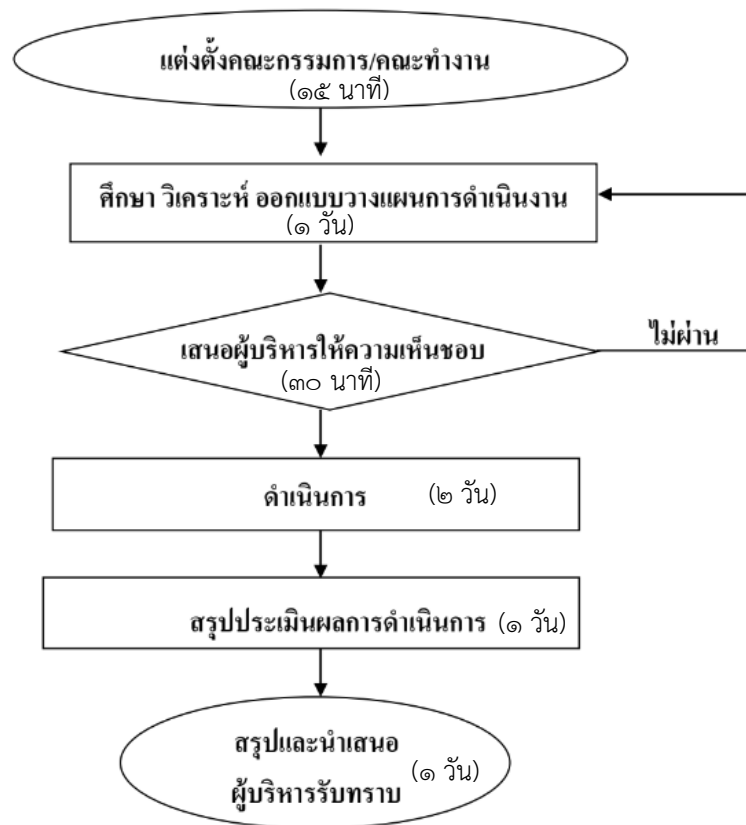 แต่งตั้งคณะกรรมการ/คณะทำงาน
(๑๕ นาที)
ศึกษา วิเคราะห์ ออกแบบวางแผนการดำเนินงาน
(๑ วัน)
เสนอผู้บริหารให้ความเห็นชอบ
(๓๐ นาที)
ไม่ผ่าน
ดำเนินการ (๒ วัน)
สรุปประเมินผลการดำเนินการ (๑ วัน)
สรุปและนำเสนอ
(๑ วัน)
ผู้บริหารรับทราบ